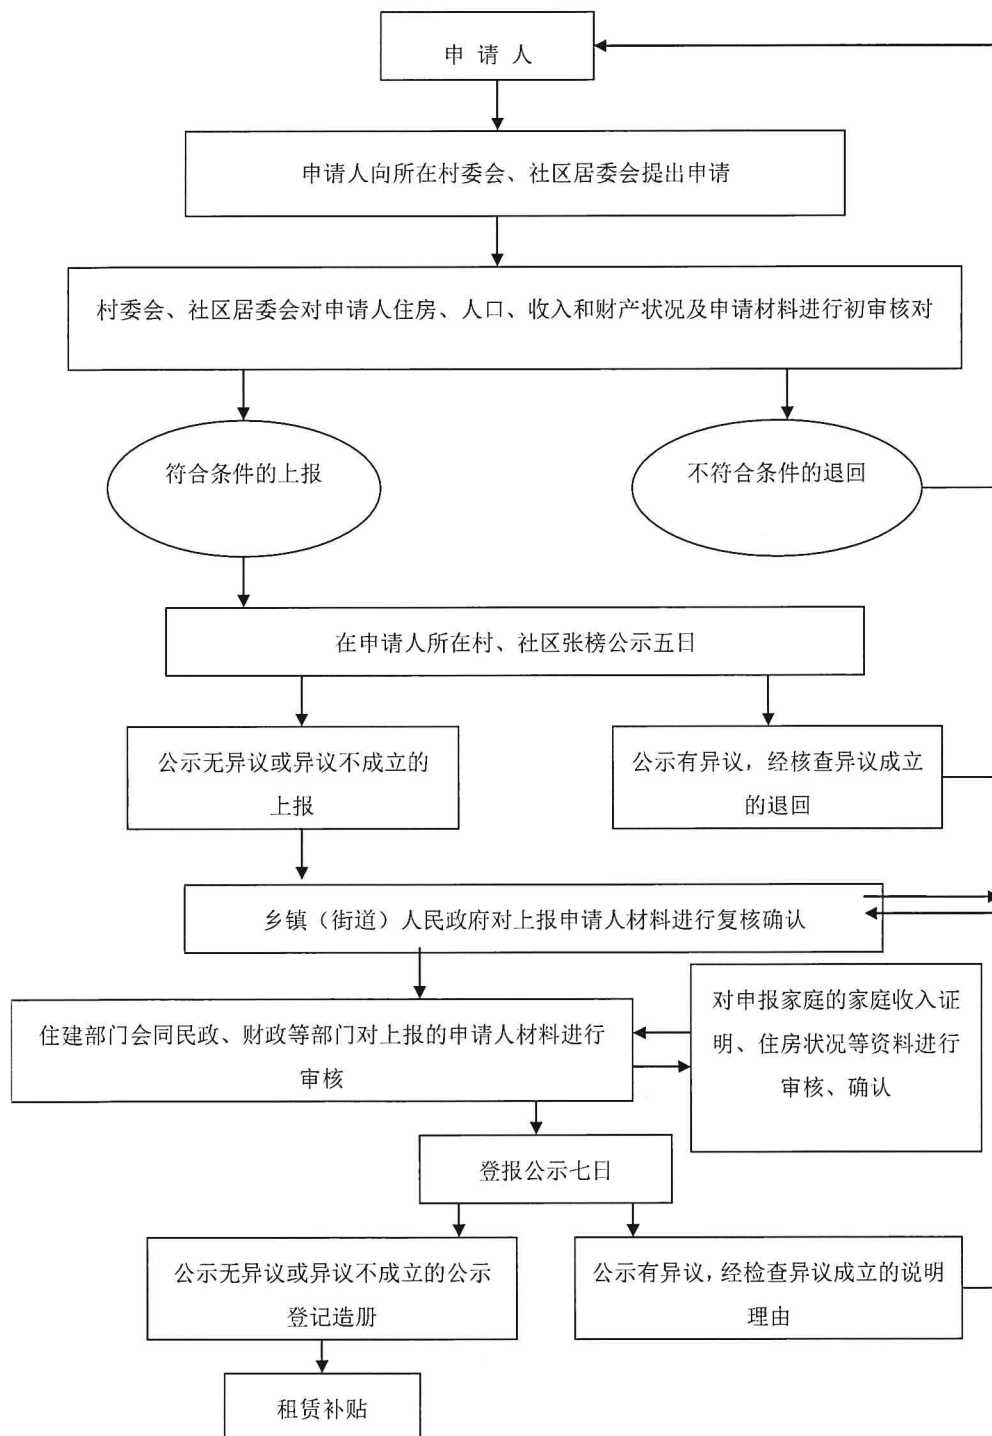 申 请 人
申请人向所在村委会、社区居委会提出申请
村委会、社区居委会对申请人住房、人口、收入和财产状况及申请材料进行初审核对
符合条件的上报
不符合条件的退回
在申请人所在村、社区张榜公示五日
公示无异议或异议不成立的
上报
公示有异议，经核查异议成立
的退回
乡镇（街道）人民政府对上报申请人材料进行复核确认
住建部门会同民政、财政等部门对上报的申请人材料进行
审核
对申报家庭的家庭收入证
明、住房状况等资料进行
审核、确认
登报公示七日
公示无异议或异议不成立的公示
登记造册
公示有异议，经检查异议成立的说明
理由
租赁补贴